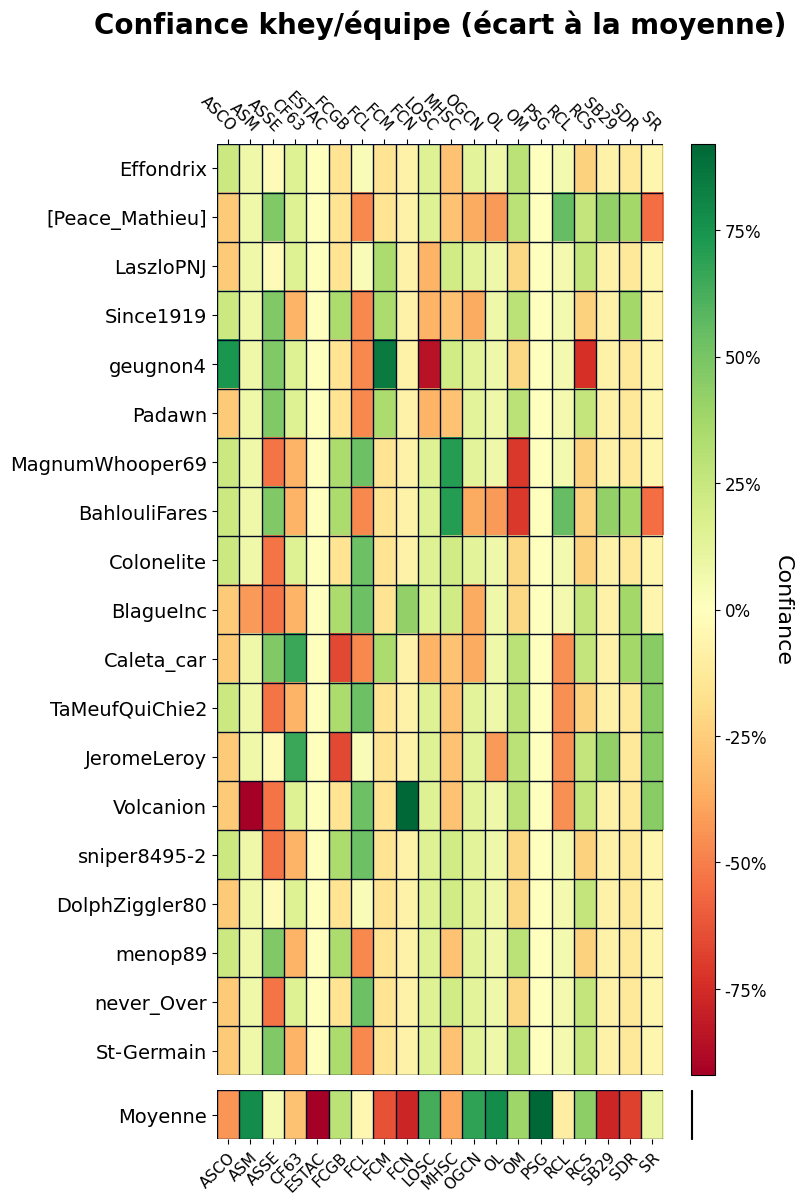 Confiance khey/équipe (écart à la moyenne)
ASCO ASM ASSE CF63 ESTAC FCGB FCL FCM FCN LOSC MHSC OGCN OL OM PSG RCL RCS SB29 SDR SR
Effondrix
[Peace_Mathieu]
LaszloPNJ
Since1919
geugnon4
Padawn
MagnumWhooper69
BahlouliFares
Colonelite
BlagueInc
Caleta_car
TaMeufQuiChie2
JeromeLeroy
Volcanion
sniper8495-2
DolphZiggler80
menop89
never_Over
St-Germain
75%
50%
25%
0%
-25%
-50%
-75%
Confiance
Moyenne
ASCO ASM ASSE CF63 ESTAC FCGB FCL FCM FCN LOSC MHSC OGCN OL OM PSG RCL RCS SB29 SDR SR